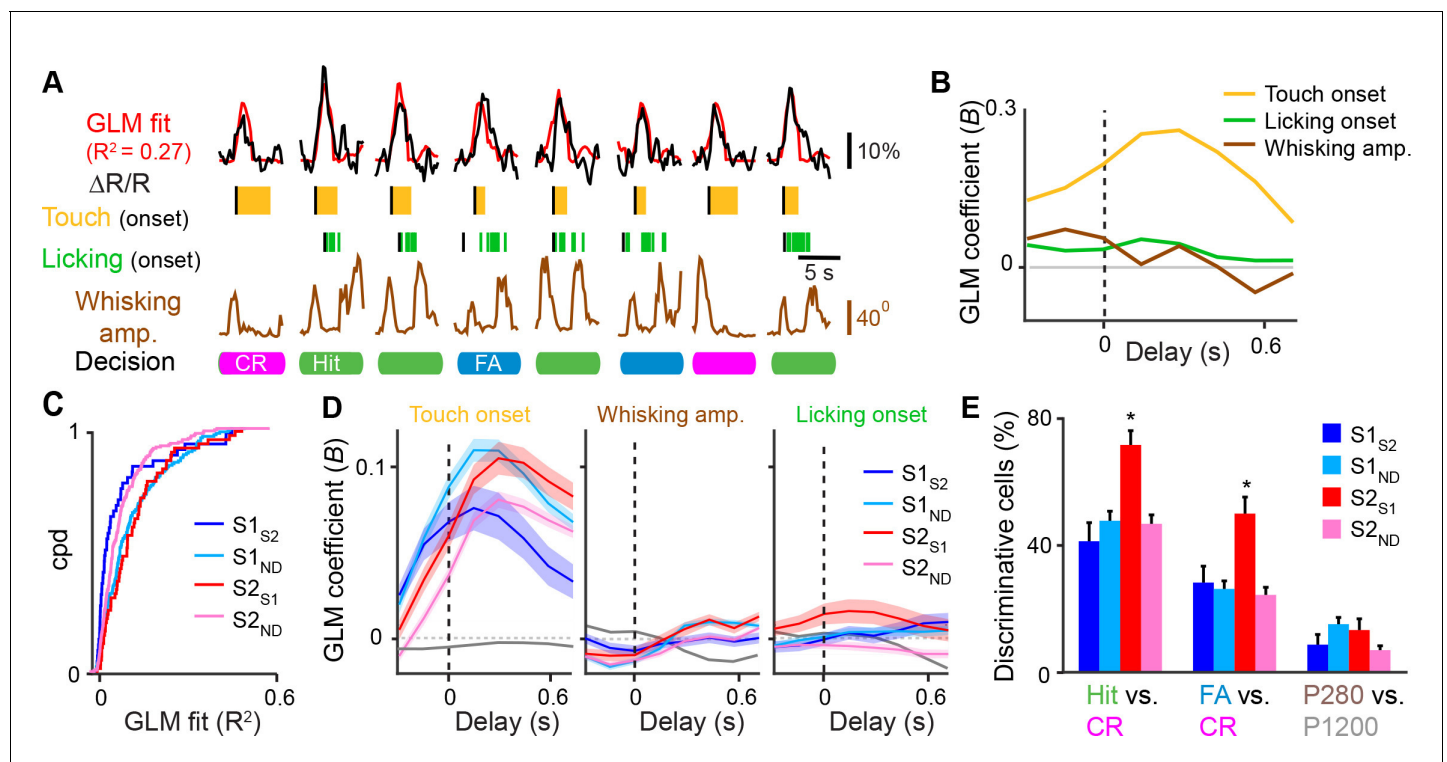 A
GLM fit
(R² = 0.27)
ΔR/R
10%
Touch (onset)
Licking (onset)
5 s
Whisking
amp.
40⁰
Decision
CR
Hit
FA
B
GLM coefficient (B)
0.3
0
Touch onset
Licking onset
Whisking amp.
0
Delay (s)
0.6
C
cpd
1
0
S1S2
S1ND
S2S1
S2ND
0
0.6
GLM fit (R²)
D
Touch onset
Whisking amp.
Licking onset
GLM coefficient (B)
0.1
0
S1S2
S1ND
S2S1
S2ND
0
0.6
0
0.6
0
0.6
Delay (s)
Delay (s)
Delay (s)
E
Discriminative cells (%)
80
40
0
*
*
S1S2
S1ND
S2S1
S2ND
Hit vs.
CR
FA vs.
CR
P280 vs.
P1200